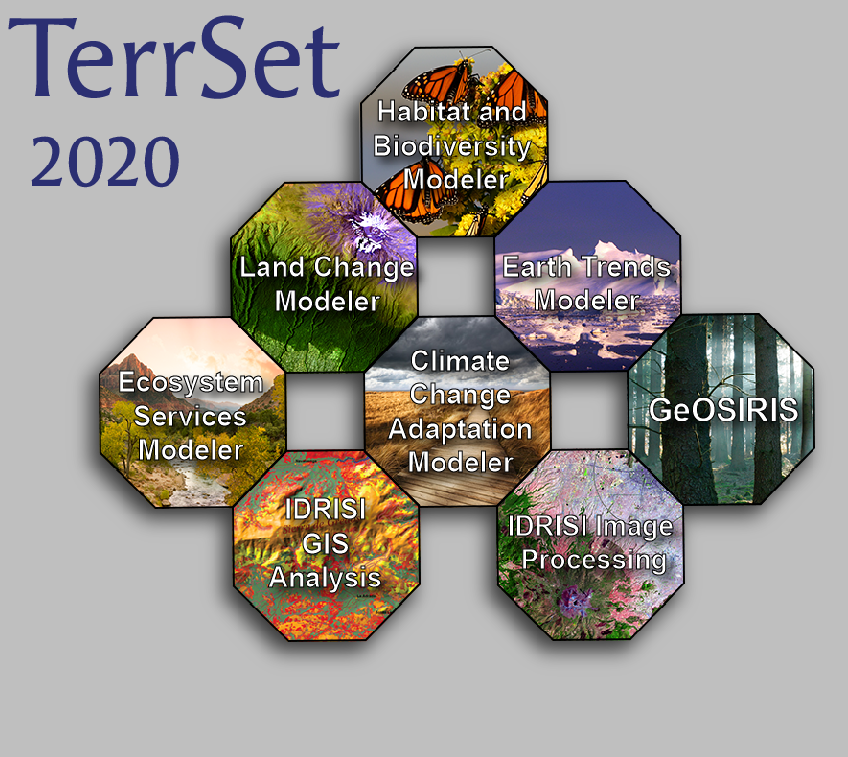 TerrSet
2020
Habitat and
Biodiversity
Modeler
Land Change
Modeler
Earth Trends
Modeler
Ecosystem
Services
Modeler
Climate
Change
Adaptation
Modeler
GeOSIRIS
IDRISI
GIS
Analysis
IDRISI Image
Processing